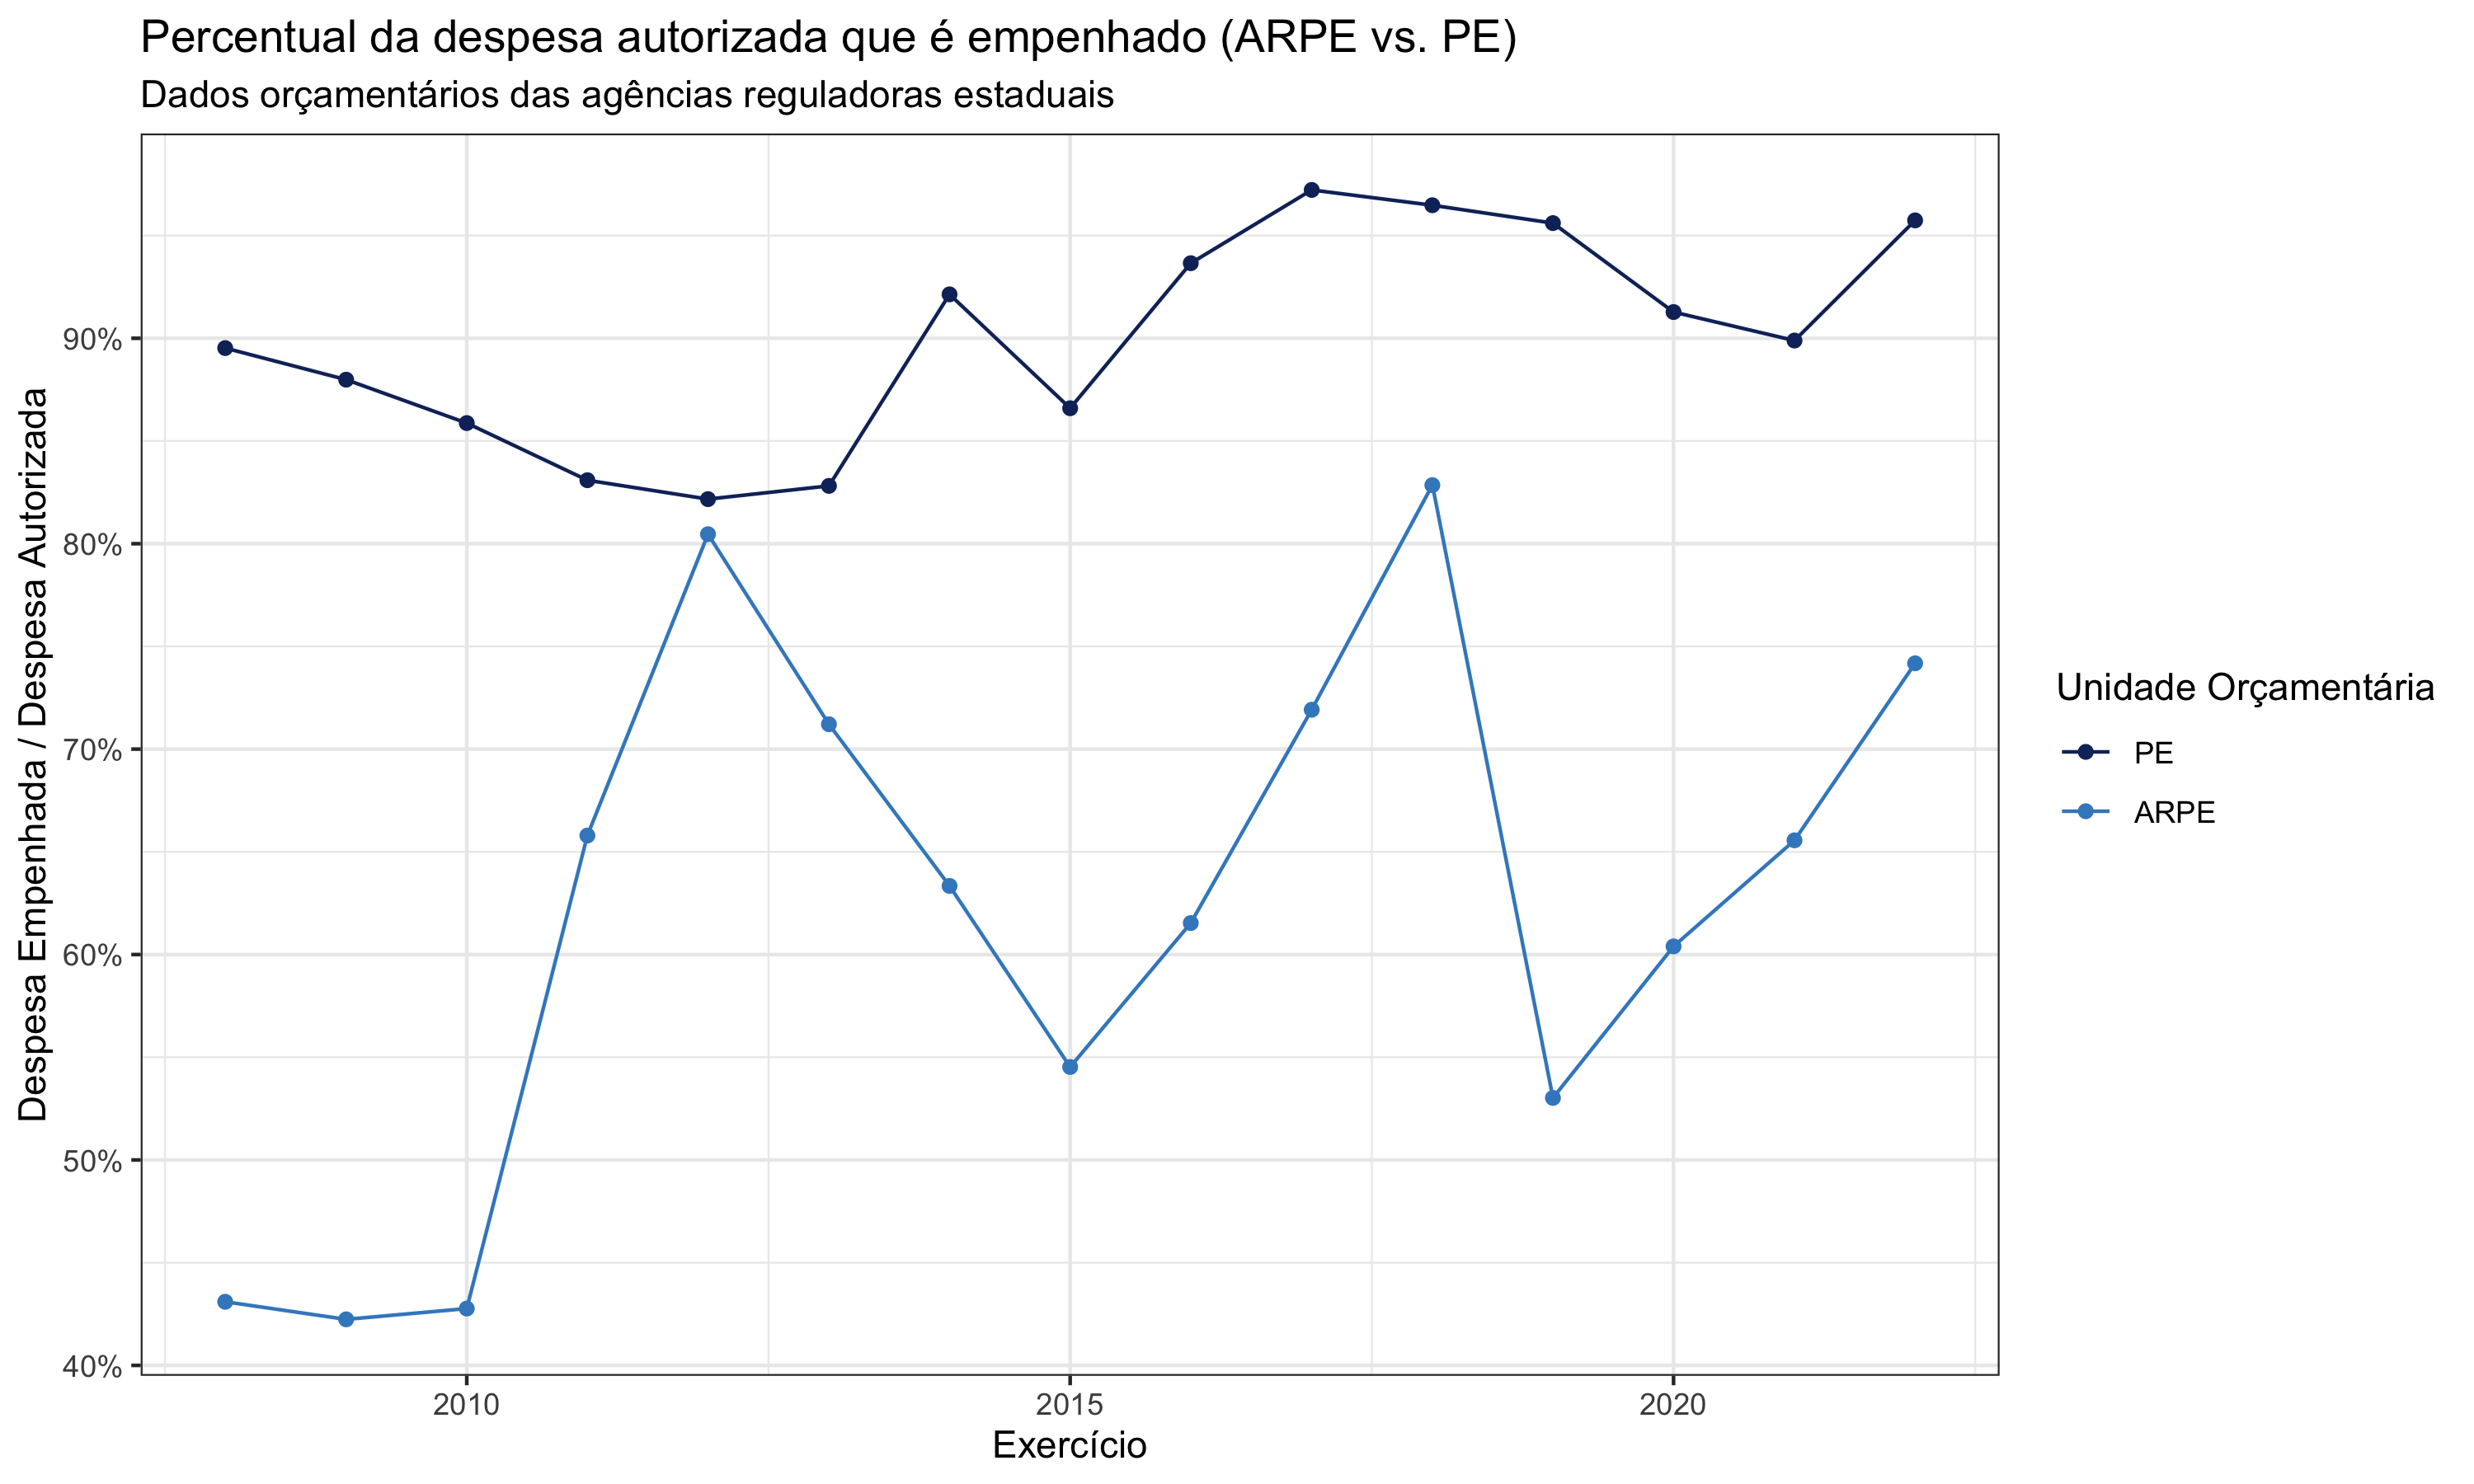 Percentual da despesa autorizada que é empenhado (ARPE vs. PE)
Dados orçamentários das agências reguladoras estaduais
Despesa Empenhada / Despesa Autorizada
90%
80%
70%
60%
50%
40%
2010
2015
2020
Exercício
Unidade Orçamentária
PE
ARPE